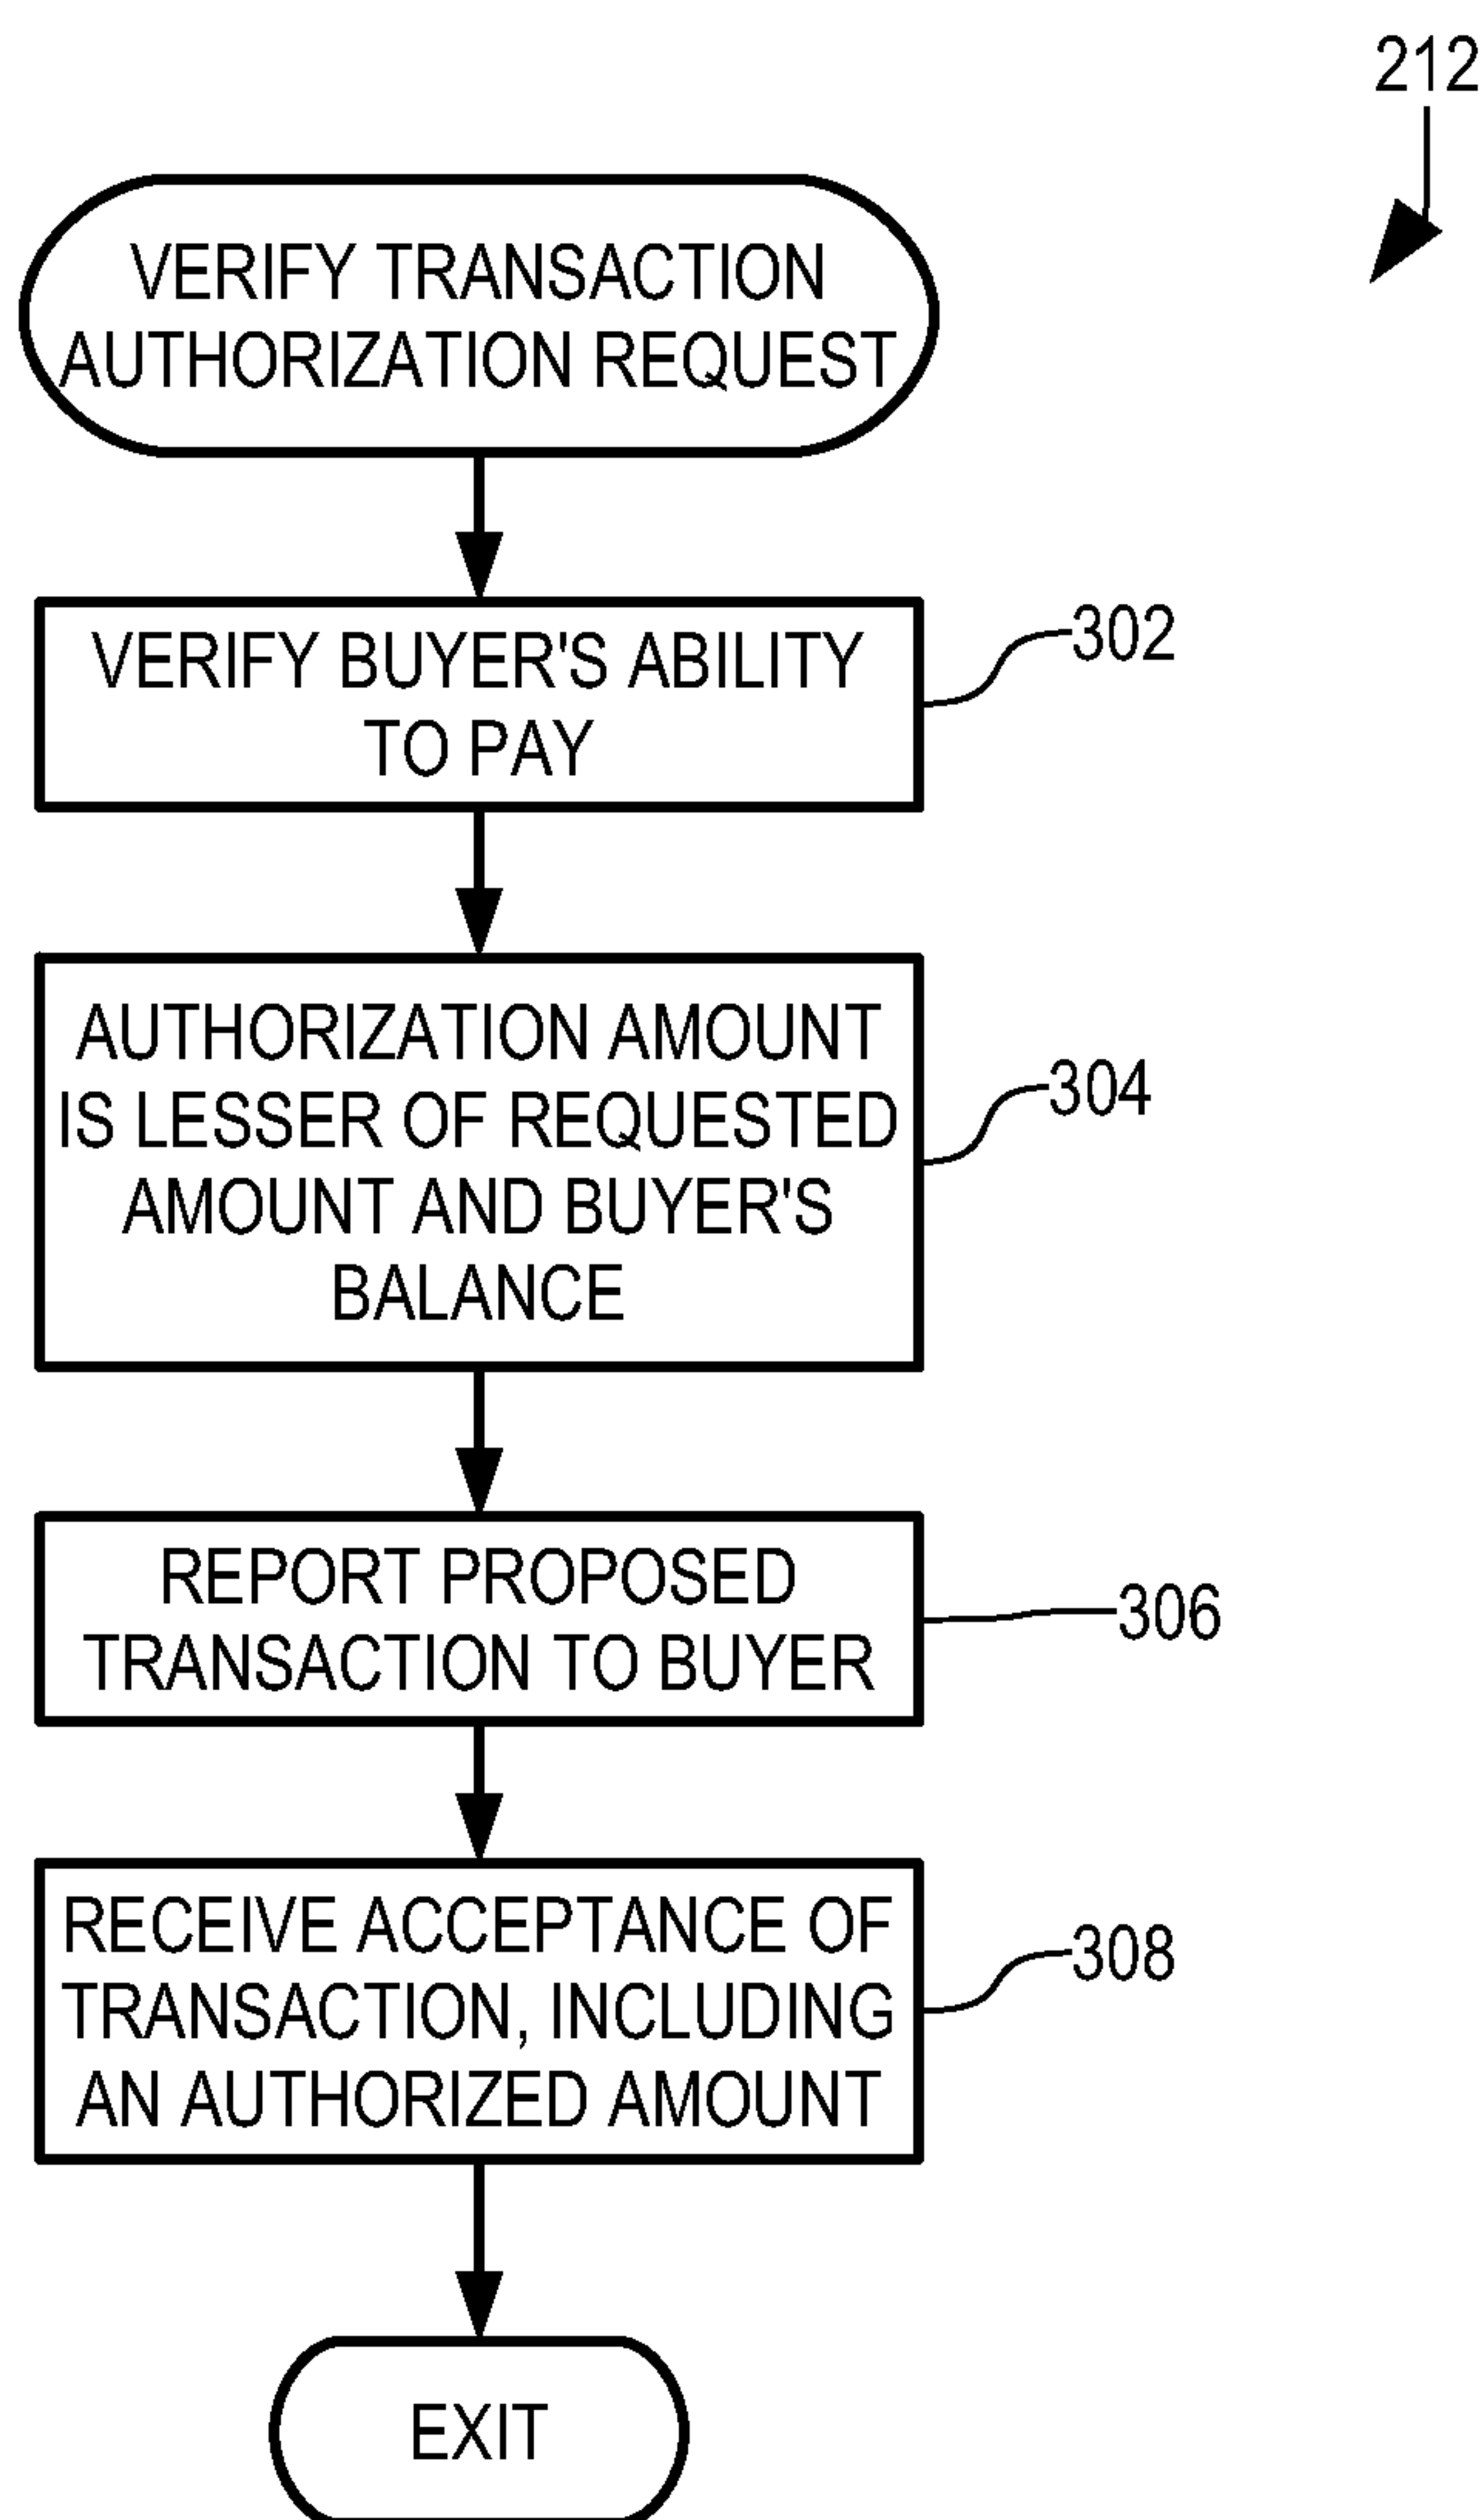 212
VERIFY TRANSACTION
AUTHORIZATION REQUEST
VERIFY BUYER'S ABILITY
TO PAY
302
AUTHORIZATION AMOUNT
IS LESSER OF REQUESTED
AMOUNT AND BUYER'S
BALANCE
304
REPORT PROPOSED
TRANSACTION TO BUYER
306
RECEIVE ACCEPTANCE OF
TRANSACTION, INCLUDING
AN AUTHORIZED AMOUNT
308
EXIT